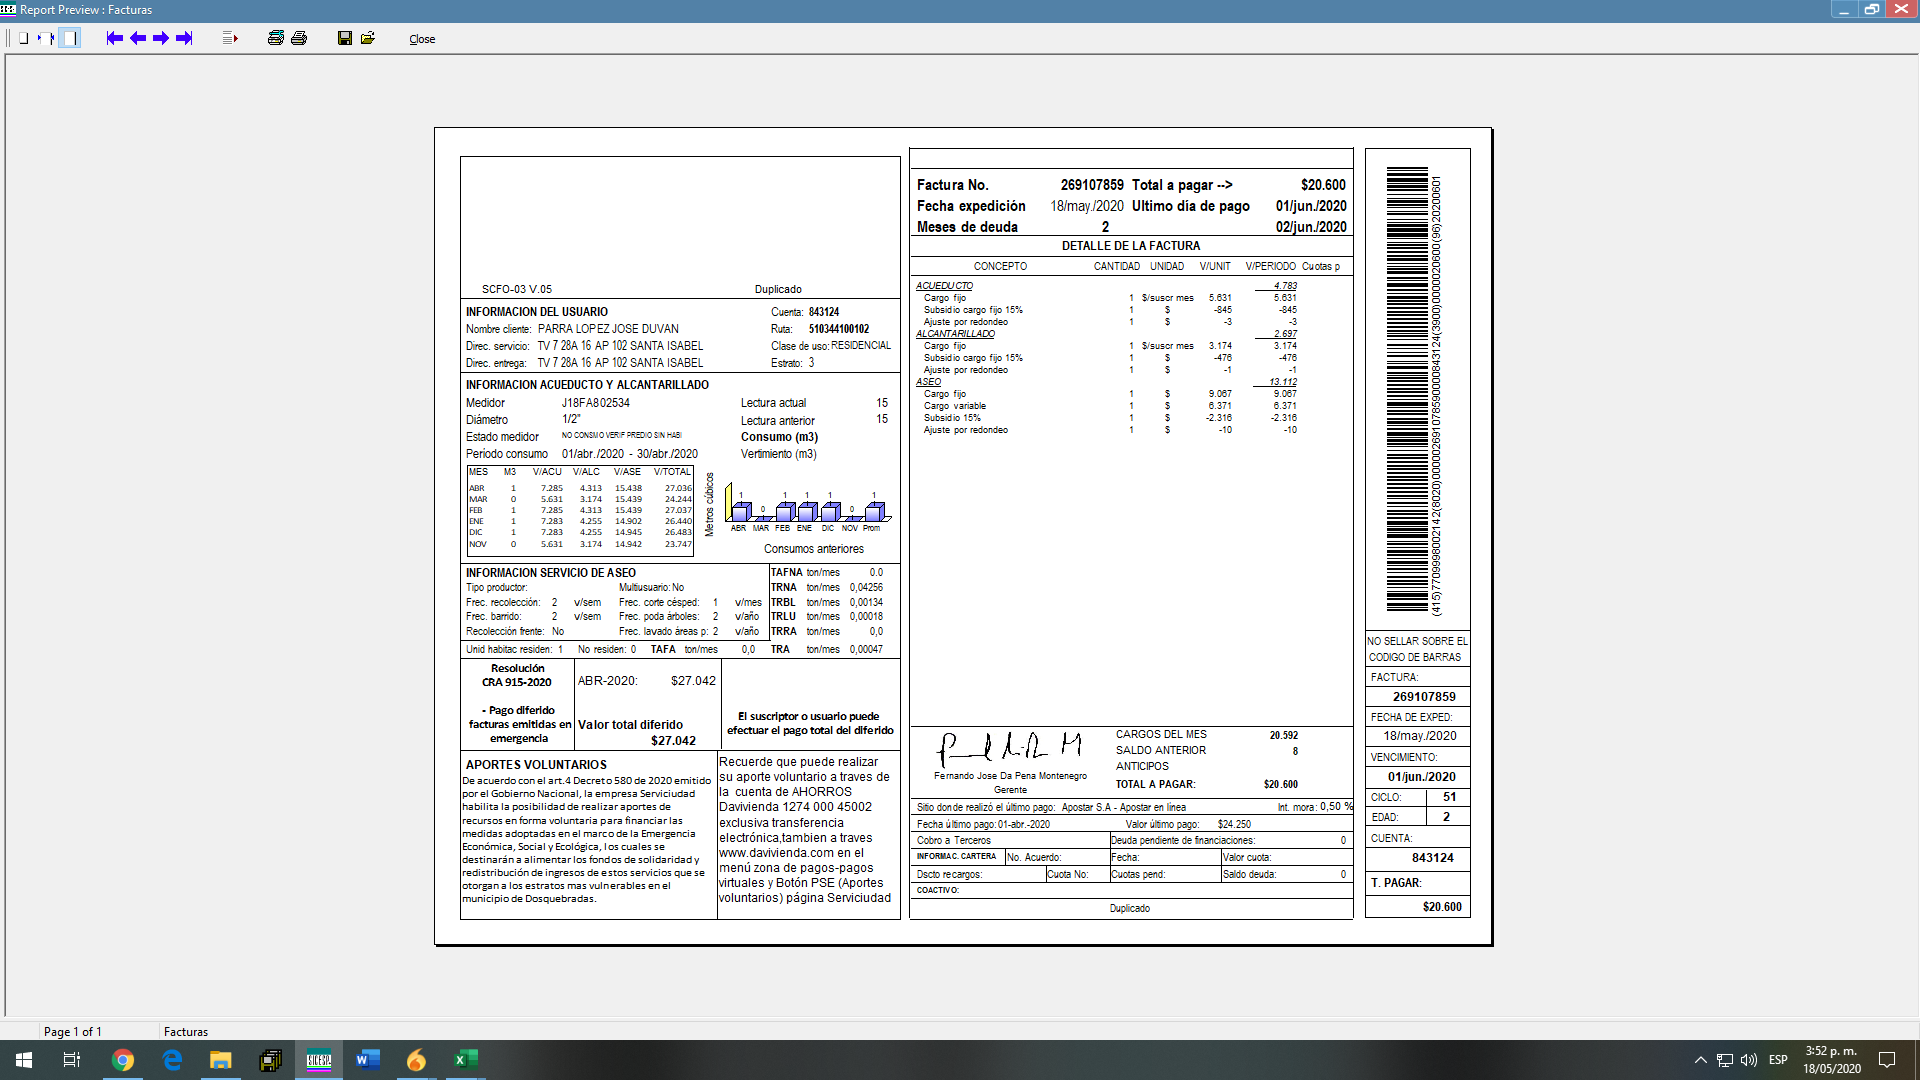 Report Preview : Facturas
Close
SCFO-03 V.05 Duplicado
INFORMACION DEL USUARIO Cuenta: 843124
Nombre cliente: PARRA LOPEZ JOSE DUVAN Ruta: 510344100102
Direc. servicio: TV 7 28A 16 AP 102 SANTA ISABEL Clase de uso: RESIDENCIAL
Direc. entrega: TV 7 28A 16 AP 102 SANTA ISABEL Estrato: 3
INFORMACION ACUEDUCTO Y ALCANTARILLADO
Medidor J18FA802534 Lectura actual 15
Diámetro 1/2" Lectura anterior 15
Estado medidor NO CONSMO VERIF PREDIO SIN HABI Consumo (m3)
Período consumo 01/abr./2020 - 30/abr./2020 Vertimiento (m3)
MES M3 V/ACU V/ALC V/ASE V/TOTAL
ABR 1 7.285 4.313 15.438 27.036
MAR 0 5.631 3.174 15.439 24.244
FEB 1 7.285 4.313 15.439 27.037
ENE 1 7.283 4.255 14.902 26.440
DIC 1 7.283 4.255 14.945 26.483
NOV 0 5.631 3.174 14.942 23.747
Metros cúbicos
1 0 1 1 1 0 1
ABR MAR FEB ENE DIC NOV Prom
Consumos anteriores
INFORMACION SERVICIO DE ASEO TAFNA ton/mes 0.0
Tipo productor: Multiusuario: No TRNA ton/mes 0,04256
Frec. recolección: 2 v/sem Frec. corte césped: 1 v/mes TRBL ton/mes 0,00134
Frec. barrido: 2 v/sem Frec. poda árboles: 2 v/año TRLU ton/mes 0,00018
Recolección frente: No Frec. lavado áreas p: 2 v/año TRRA ton/mes 0,0
Unid habitac residen: 1 No residen: 0 TAFA ton/mes 0,0 TRA ton/mes 0,00047
Resolución
CRA 915-2020
- Pago diferido
facturas emitidas en
emergencia
ABR-2020: $27.042
Valor total diferido
$27.042
El suscriptor o usuario puede
efectuar el pago total del diferido
APORTES VOLUNTARIOS
De acuerdo con el art.4 Decreto 580 de 2020 emitido
por el Gobierno Nacional, la empresa Serviciudad
habilita la posibilidad de realizar aportes de
recursos en forma voluntaria para financiar las
medidas adoptadas en el marco de la Emergencia
Económica, Social y Ecológica, los cuales se
destinarán a alimentar los fondos de solidaridad y
redistribución de ingresos de estos servicios que se
otorgan a los estratos mas vulnerables en el
municipio de Dosquebradas.
Recuerde que puede realizar
su aporte voluntario a traves de
la cuenta de AHORROS
Davivienda 1274 000 45002
exclusiva transferencia
electrónica,tambien a traves
www.davivienda.com en el
menú zona de pagos-pagos
virtuales y Botón PSE (Aportes
voluntarios) página Serviciudad
Factura No. 269107859 Total a pagar --> $20.600
Fecha expedición 18/may./2020 Ultimo día de pago 01/jun./2020
Meses de deuda 2 02/jun./2020
DETALLE DE LA FACTURA
CONCEPTO CANTIDAD UNIDAD V/UNIT V/PERIODO Cuotas p
ACUEDUCTO 4.783
Cargo fijo 1 $/suscr mes 5.631 5.631
Subsidio cargo fijo 15% 1 $ -845 -845
Ajuste por redondeo 1 $ -3 -3
ALCANTARILLADO 2.697
Cargo fijo 1 $/suscr mes 3.174 3.174
Subsidio cargo fijo 15% 1 $ -476 -476
Ajuste por redondeo 1 $ -1 -1
ASEO 13.112
Cargo fijo 1 $ 9.067 9.067
Cargo variable 1 $ 6.371 6.371
Subsidio 15% 1 $ -2.316 -2.316
Ajuste por redondeo 1 $ -10 -10
Fernando Jose Da Pena Montenegro
Gerente
CARGOS DEL MES 20.592
SALDO ANTERIOR 8
ANTICIPOS
TOTAL A PAGAR: $20.600
Sitio donde realizó el último pago: Apostar S.A - Apostar en línea Int. mora: 0,50 %
Fecha último pago: 01-abr.-2020 Valor último pago: $24.250
Cobro a Terceros Deuda pendiente de financiaciones: 0
INFORMAC. CARTERA No. Acuerdo: Fecha: Valor cuota:
Dscto recargos: Cuota No: Cuotas pend: Saldo deuda: 0
COACTIVO:
Duplicado
(415)7709998002142(8020)000002691078590000843124(3900)0000020600(96)20200601
NO SELLAR SOBRE EL
CODIGO DE BARRAS
FACTURA:
269107859
FECHA DE EXPED:
18/may./2020
VENCIMIENTO:
01/jun./2020
CICLO: 51
EDAD: 2
CUENTA:
843124
T. PAGAR:
$20.600
Page 1 of 1 Facturas
ESP
3:52 p. m.
18/05/2020